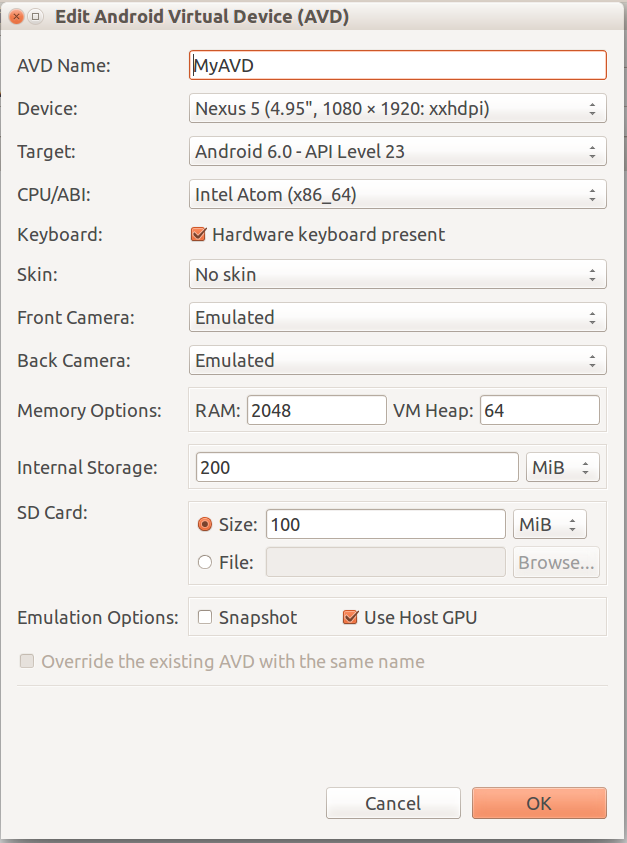 Edit Android Virtual Device (AVD)
AVD Name: MyAVD
Device: Nexus 5 (4.95", 1080 × 1920: xxhdpi)
Target: Android 6.0 - API Level 23
CPU/ABI: Intel Atom (x86_64)
Keyboard: Hardware keyboard present
Skin: No skin
Front Camera: Emulated
Back Camera: Emulated
Memory Options: RAM: 2048 VM Heap: 64
Internal Storage: 200 MiB
SD Card:
Size: 100 MiB
File: Browse...
Emulation Options: Snapshot Use Host GPU
Override the existing AVD with the same name
Cancel OK